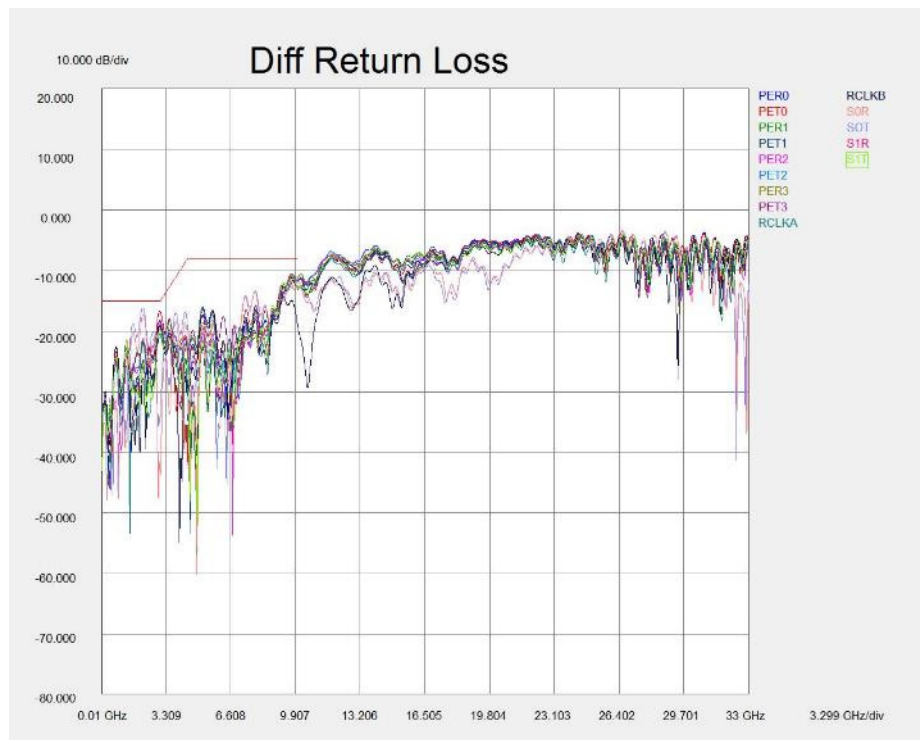 10.000 dB/div
Diff Return Loss
20.000
10.000
0.000
-10.000
-20.000
-30.000
-40.000
-50.000
-60.000
-70.000
-80.000
0.01 GHz
3.309
6.608
9.907
13.206
16.505
19.804
23.103
26.402
29.701
33 GHz
3.299 GHz/div
PER0
PET0
PER1
PET1
PER2
PET2
PER3
PET3
RCLKA
RCLKB
S0R
S0T
S1R
S1T